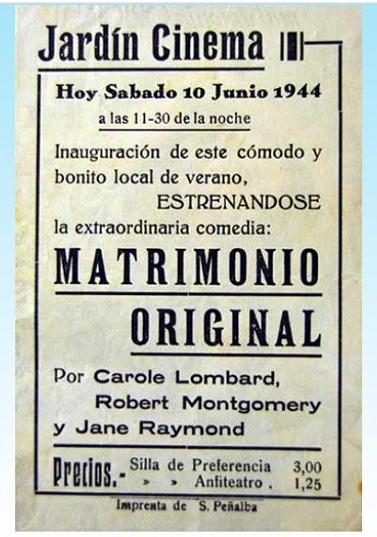 Jardín Cinema
Hoy Sabado 10 Junio 1944
a las 11-30 de la noche
Inauguración de este cómodo y
bonito local de verano,
ESTRENANDOSE
la extraordinaria comedia:
MATRIMONIO
ORIGINAL
Por Carole Lombard,
Robert Montgomery
y Jane Raymond
Precios.- Silla de Preferencia 3,00
» » Anfiteatro . 1,25
Imprenta de S. Peñalba